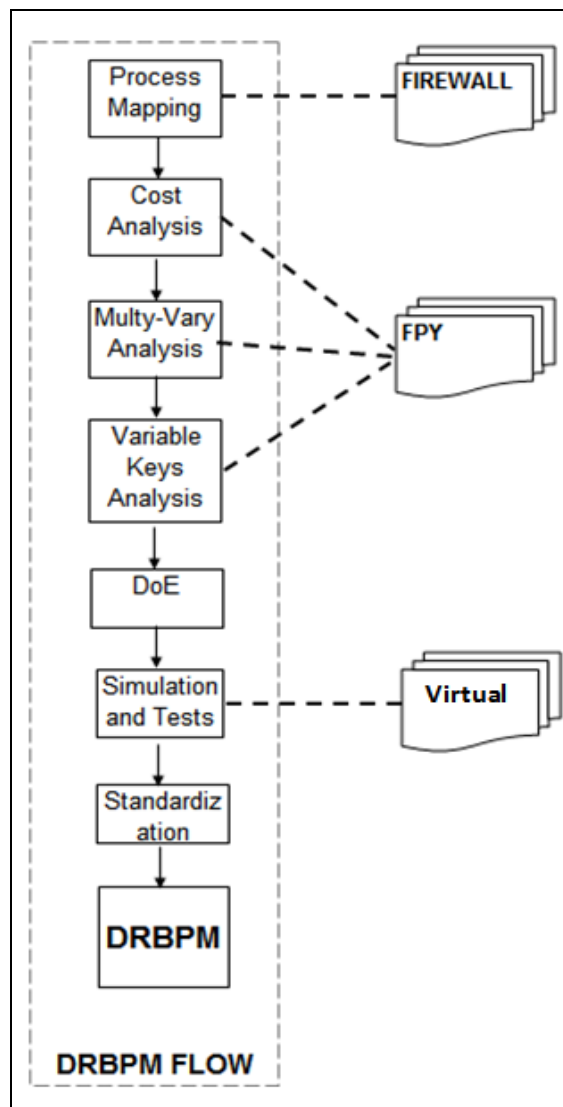 Process
Mapping
FIREWALL
Cost
Analysis
Multy-Vary
Analysis
FPY
Variable
Keys
Analysis
DoE
Simulation
and Tests
Virtual
Standardiz
ation
DRBPM
DRBPM FLOW